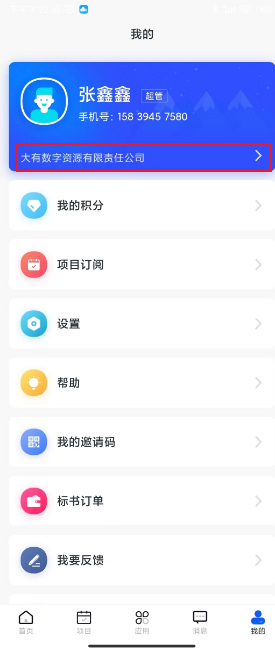 我的
张鑫鑫 超管
手机号：158 3945 7580
大有数字资源有限责任公司
我的积分
项目订阅
设置
帮助
我的邀请码
标书订单
我要反馈
首页 项目 应用 消息 我的